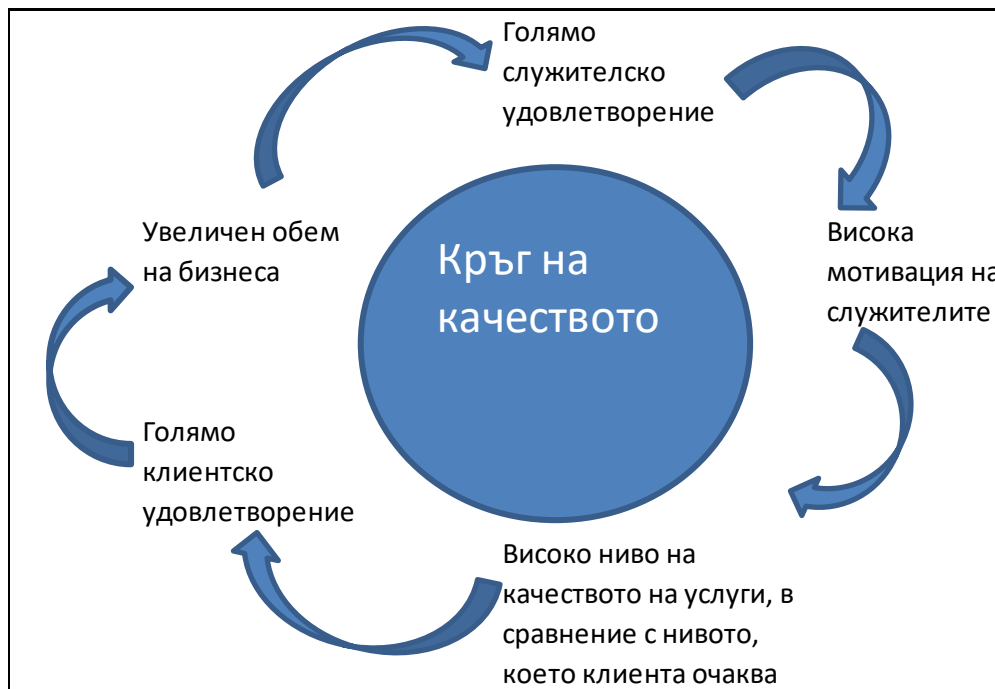 Голямо
служителско
удовлетворение
Висока
мотивация на
служителите
Високо ниво на
качеството на услуги, в
сравнение с нивото,
което клиента очаква
Голямо
клиентско
удовлетворение
Увеличен обем
на бизнеса
Кръг на
качеството